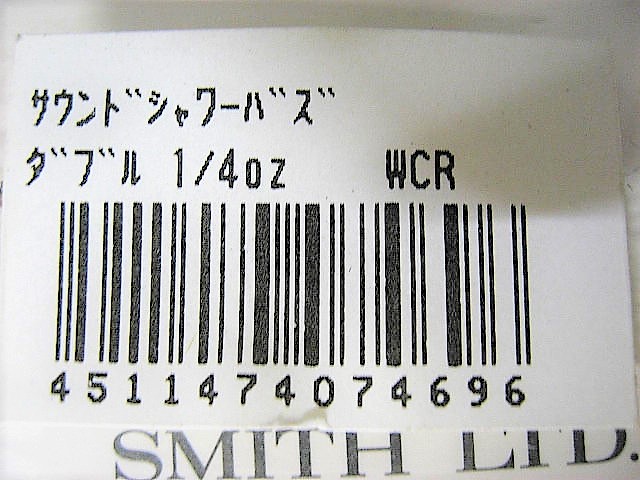 ｻｳﾝﾄﾞｼｬﾜｰﾊﾞｽﾞ
ﾀﾞﾌﾞﾙ 1/4oz WCR
4511474074696
SMITH LTD.